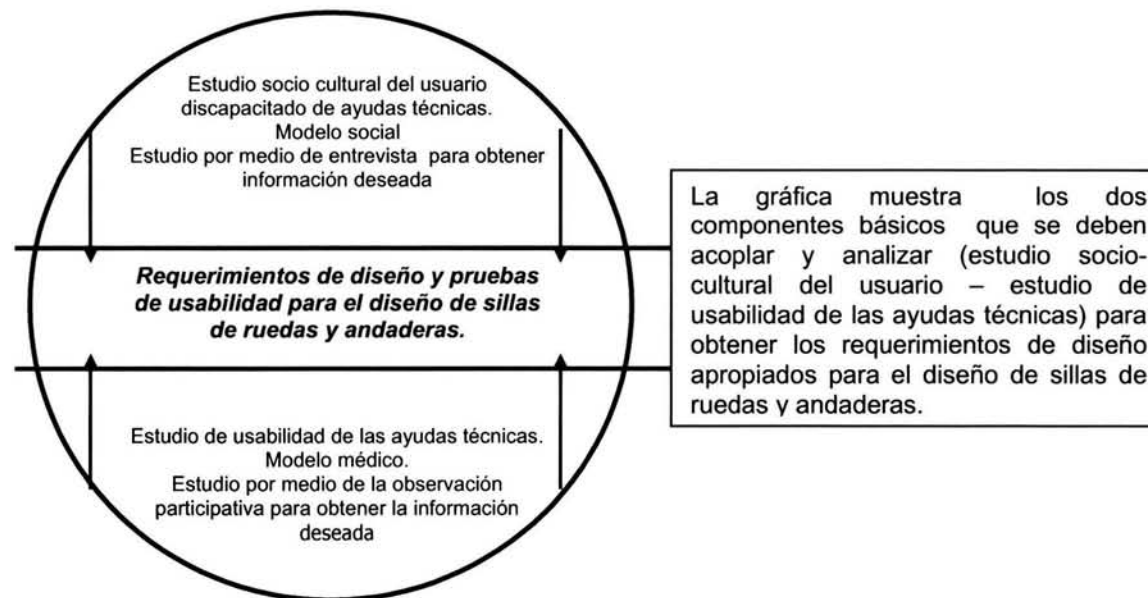 Estudio socio cultural del usuario
discapacitado de ayudas técnicas.
Modelo social
Estudio por medio de entrevista para obtener
información deseada
Requerimientos de diseño y pruebas
de usabilidad para el diseño de sillas
de ruedas y andaderas.
Estudio de usabilidad de las ayudas técnicas.
Modelo médico.
Estudio por medio de la observación
participativa para obtener la información
deseada
La gráfica muestra los dos
componentes básicos que se deben
acoplar y analizar (estudio socio-
cultural del usuario – estudio de
usabilidad de las ayudas técnicas) para
obtener los requerimientos de diseño
apropiados para el diseño de sillas de
ruedas y andaderas.